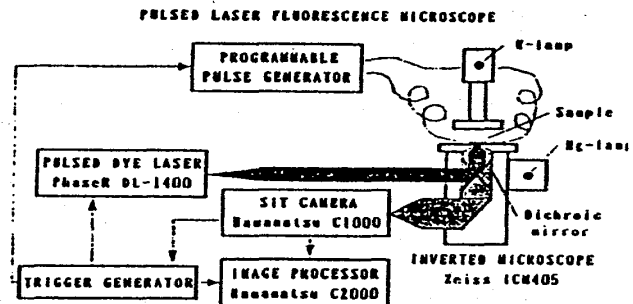 PULSED LASER FLUORESCENCE MICROSCOPE
W-lamp
PROGRAMMABLE
PULSE GENERATOR
Sample
Hg-lamp
PULSED DYE LASER
PhaseR DL-1400
SIT CAMERA
Hamamatsu C1000
Dichroic
mirror
INVERTED MICROSCOPE
Zeiss ICM405
TRIGGER GENERATOR
IMAGE PROCESSOR
Hamamatsu C2000